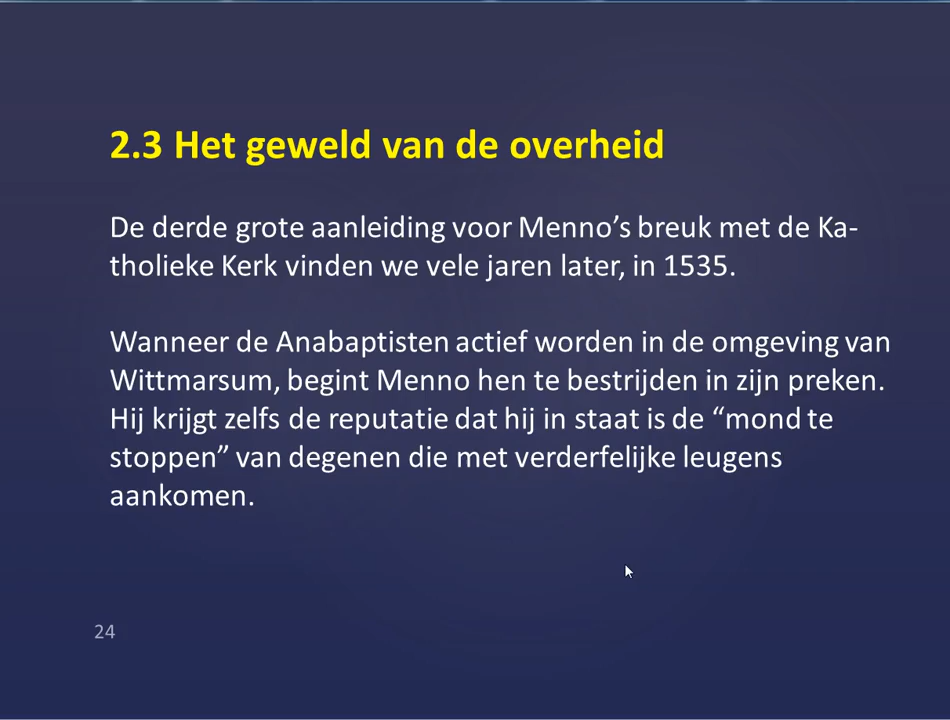 2.3 Het geweld van de overheid
De derde grote aanleiding voor Menno’s breuk met de Ka-
tholieke Kerk vinden we vele jaren later, in 1535.
Wanneer de Anabaptisten actief worden in de omgeving van
Wittmarsum, begint Menno hen te bestrijden in zijn preken.
Hij krijgt zelfs de reputatie dat hij in staat is de “mond te
stoppen” van degenen die met verderfelijke leugens
aankomen.
24